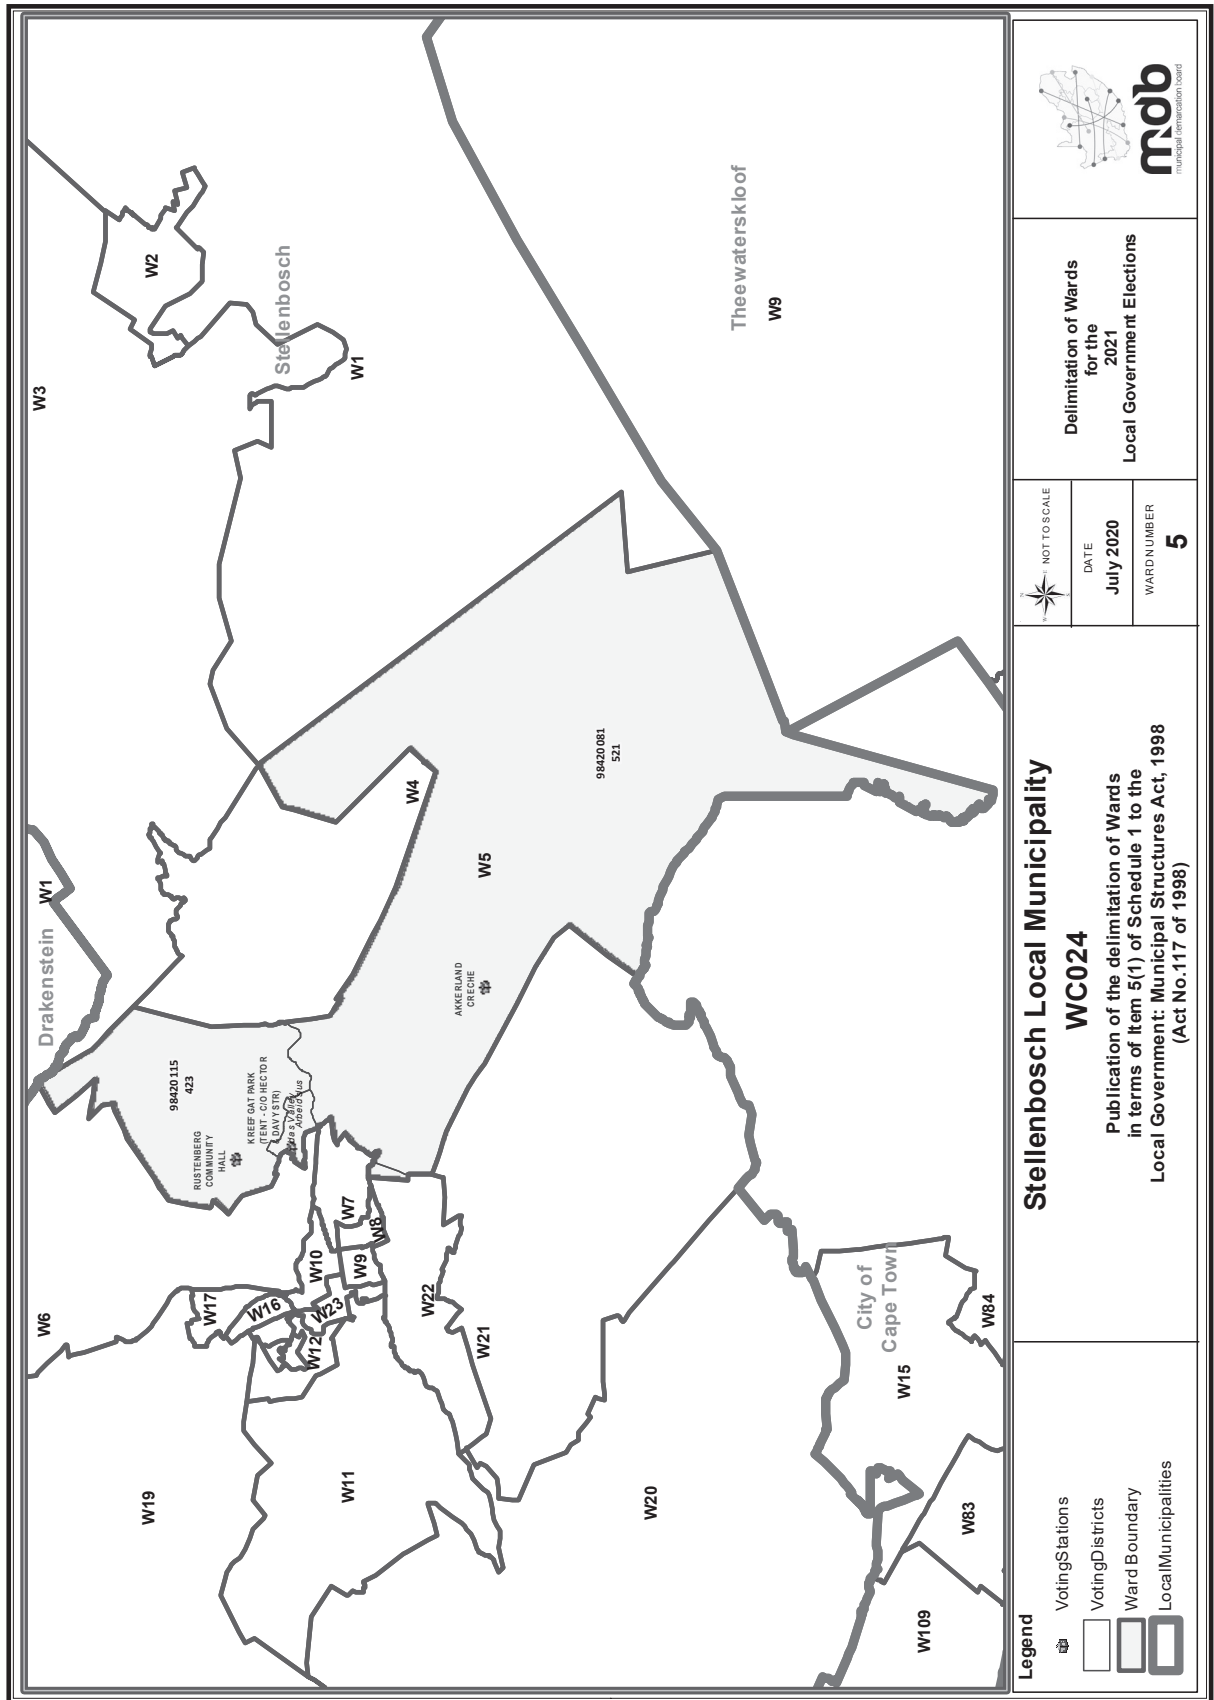 Drakenstein
W1
W3
W2
Stellenbosch
W1
Theewaterskloof
W9
W6
98420115
423
RUSTENBERG
COMMUNITY
HALL
KREEFGAT PARK
(TENT - C/O HECTOR
& DAVY STR)
W4
98420081
521
W5
AKKERLAND
CRECHE
W17
W16
W10
W7
W8
W9
W23
W12
W22
W21
W19
W11
W20
City of
Cape Town
W15
W84
W83
W109
Legend
VotingStations
VotingDistricts
Ward Boundary
LocalMunicipalities
Stellenbosch Local Municipality
WC024
Publication of the delimitation of Wards
in terms of Item 5(1) of Schedule 1 to the
Local Government: Municipal Structures Act, 1998
(Act No.117 of 1998)
N
W
E
S
NOT TO SCALE
DATE
July 2020
WARD NUMBER
5
Delimitation of Wards
for the
2021
Local Government Elections
mdb
municipal demarcation board